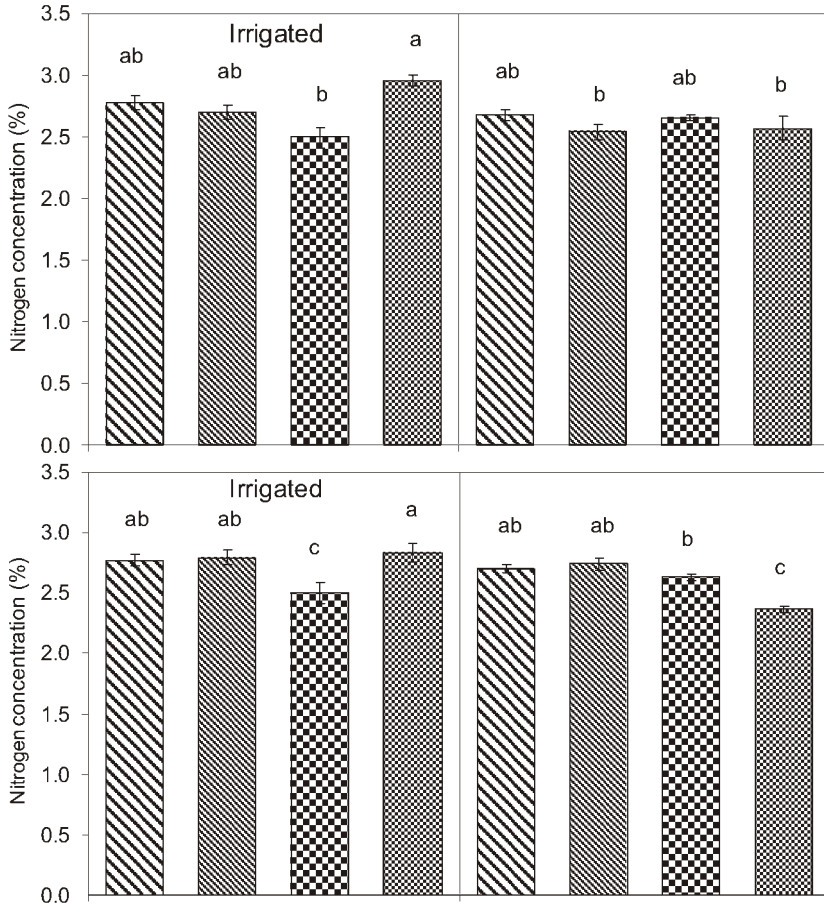 3.5
Irrigated
a
3.0
ab
ab
b
ab
b
ab
b
2.5
2.0
1.5
1.0
0.5
0.0
Nitrogen concentration (%)
3.5
Irrigated
3.0
ab
ab
c
a
ab
ab
b
c
2.5
2.0
1.5
1.0
0.5
0.0
Nitrogen concentration (%)